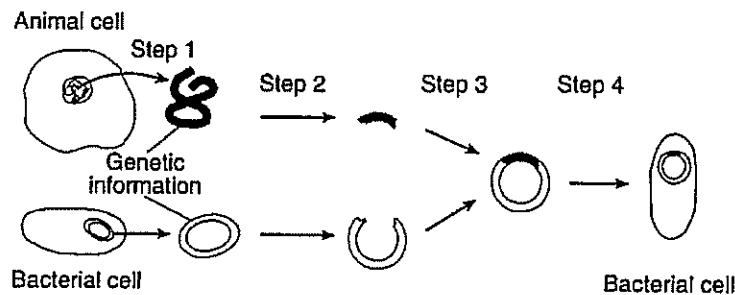 Animal cell
Step 1
Step 2
Step 3
Step 4
Genetic
information
Bacterial cell
Bacterial cell